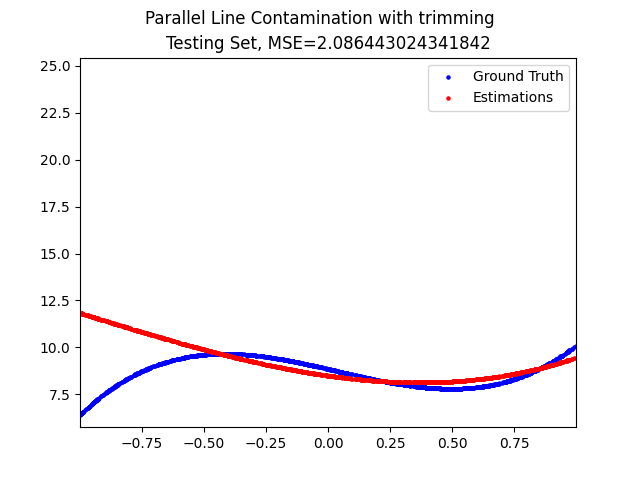 Parallel Line Contamination with trimming
Testing Set, MSE=2.086443024341842
Ground Truth
Estimations
25.0
22.5
20.0
17.5
15.0
12.5
10.0
7.5
−0.75 −0.50 −0.25 0.00 0.25 0.50 0.75